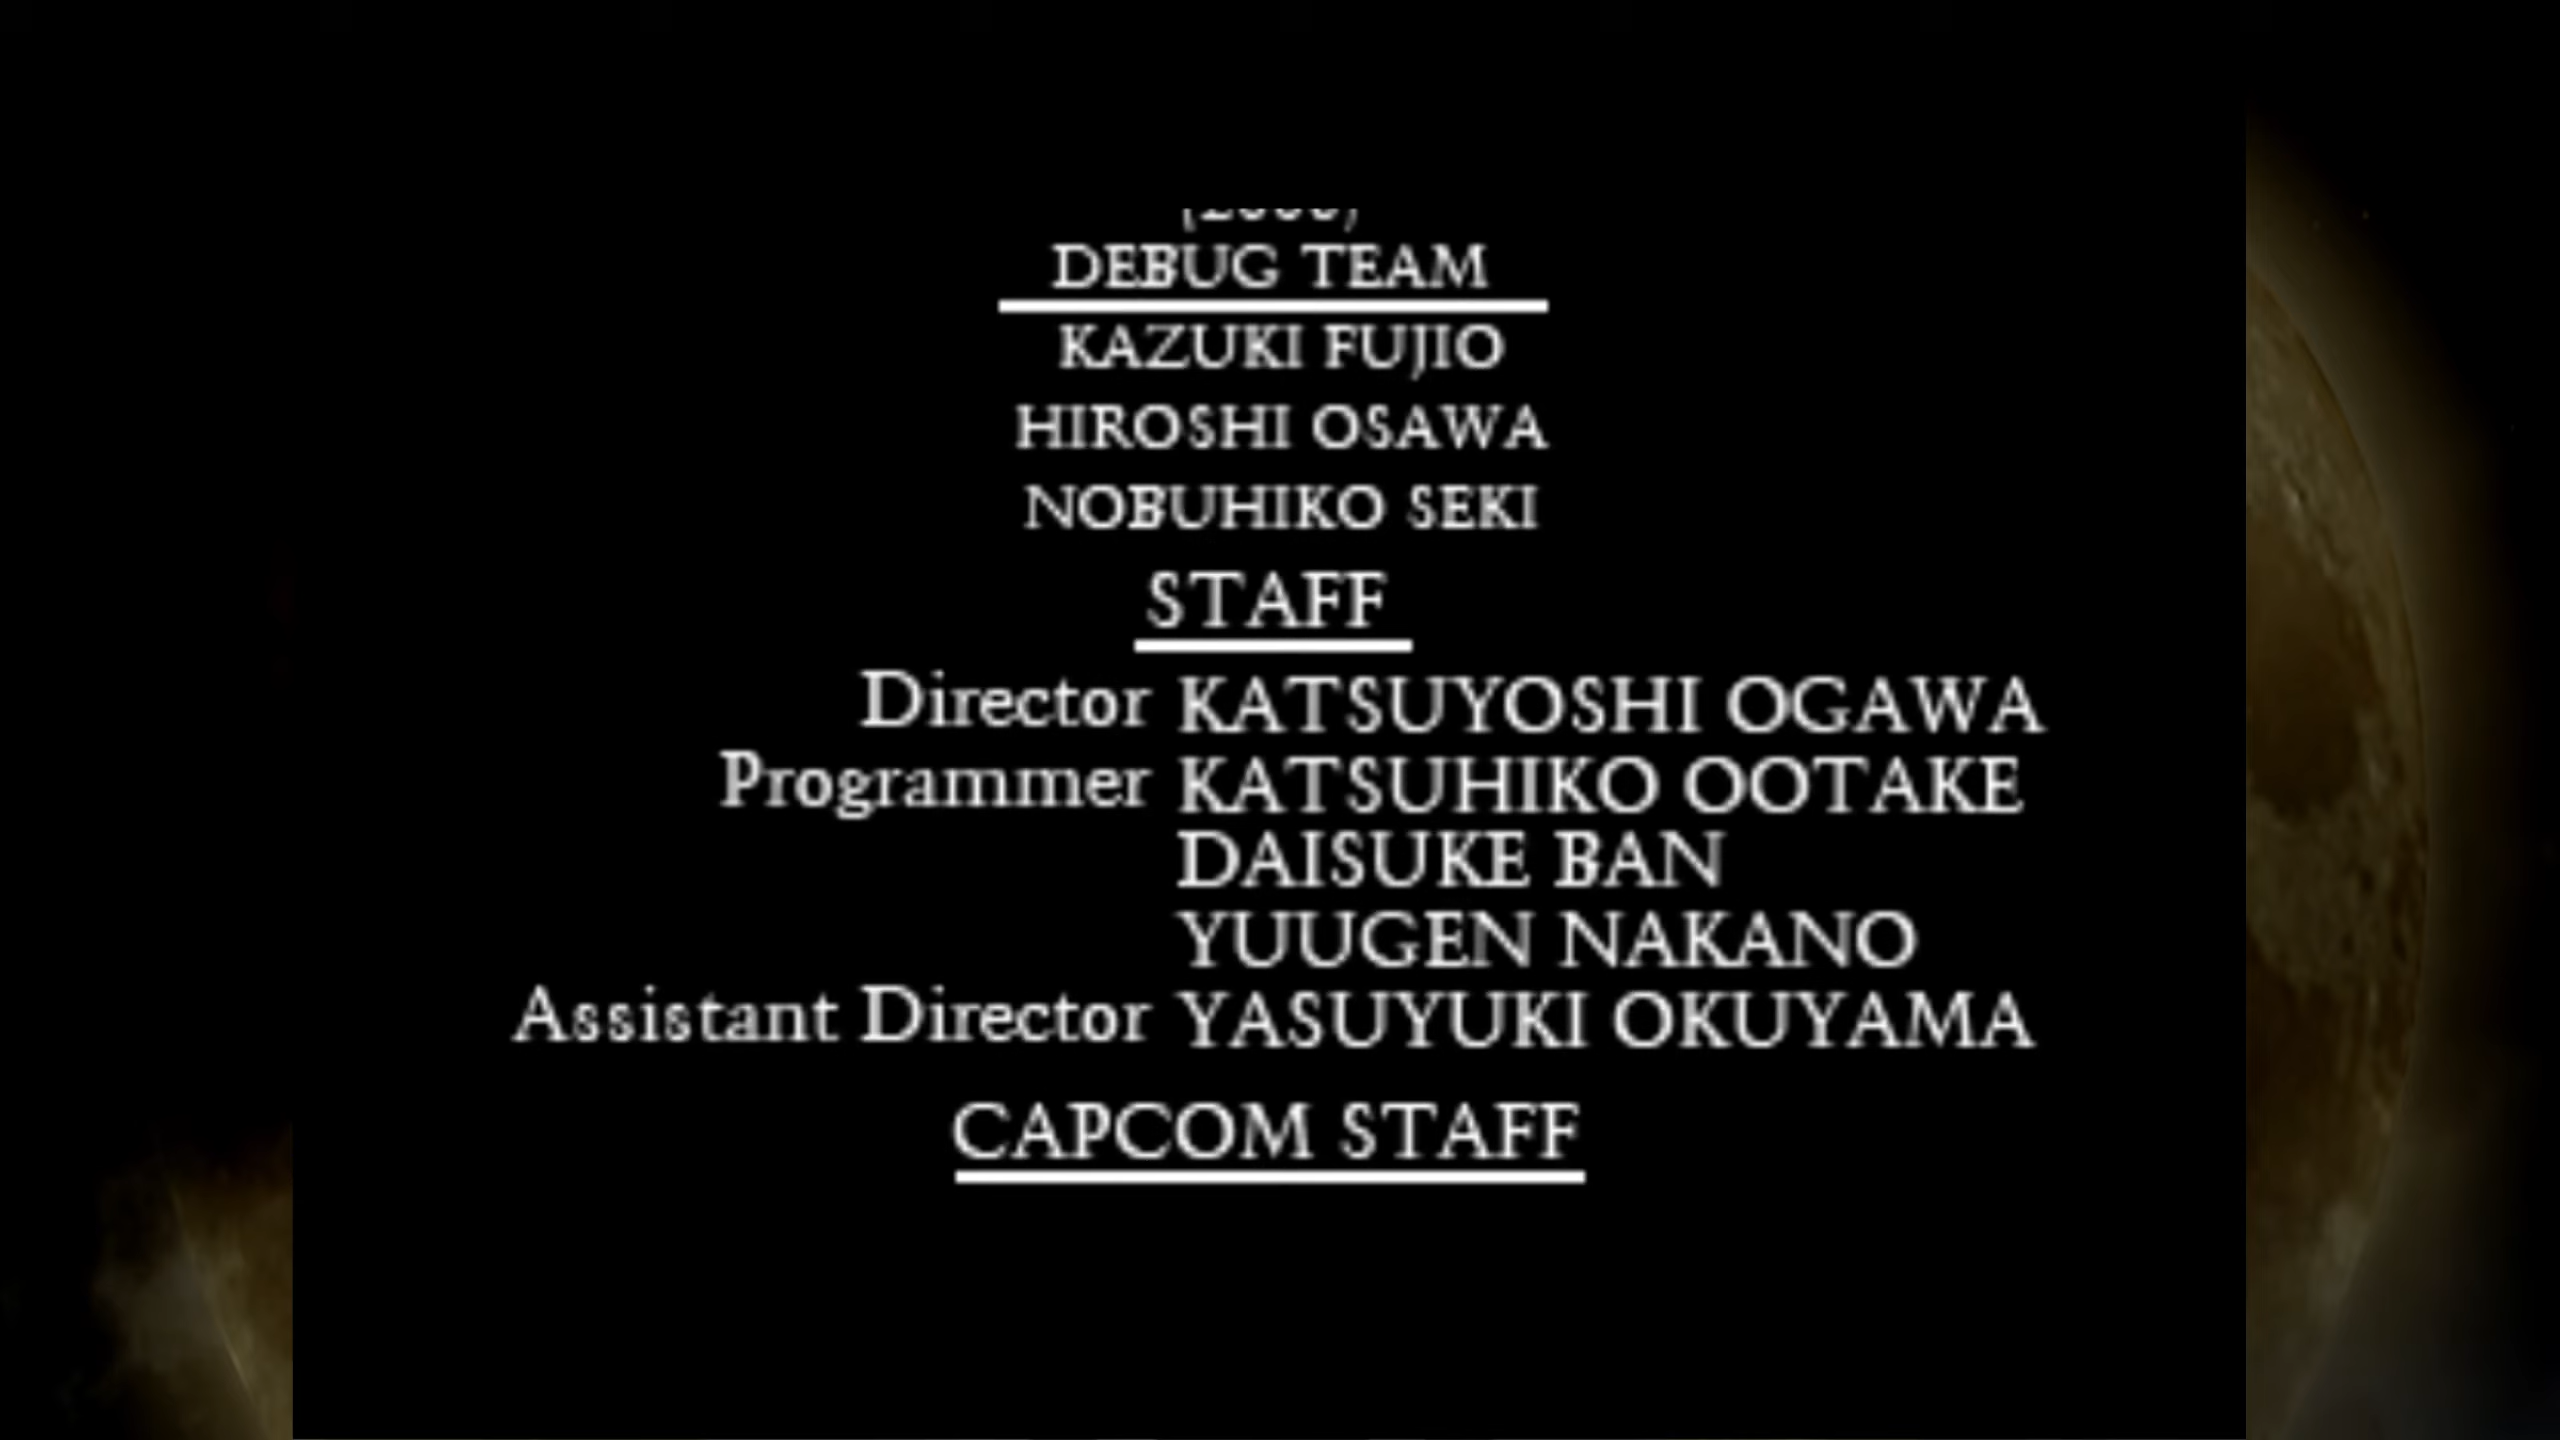 DEBUG TEAM
KAZUKI FUJIO
HIROSHI OSAWA
NOBUHIKO SEKI
STAFF
Director KATSUYOSHI OGAWA
Programmer KATSUHIKO OOTAKE
DAISUKE BAN
YUUGEN NAKANO
Assistant Director YASUYUKI OKUYAMA
CAPCOM STAFF